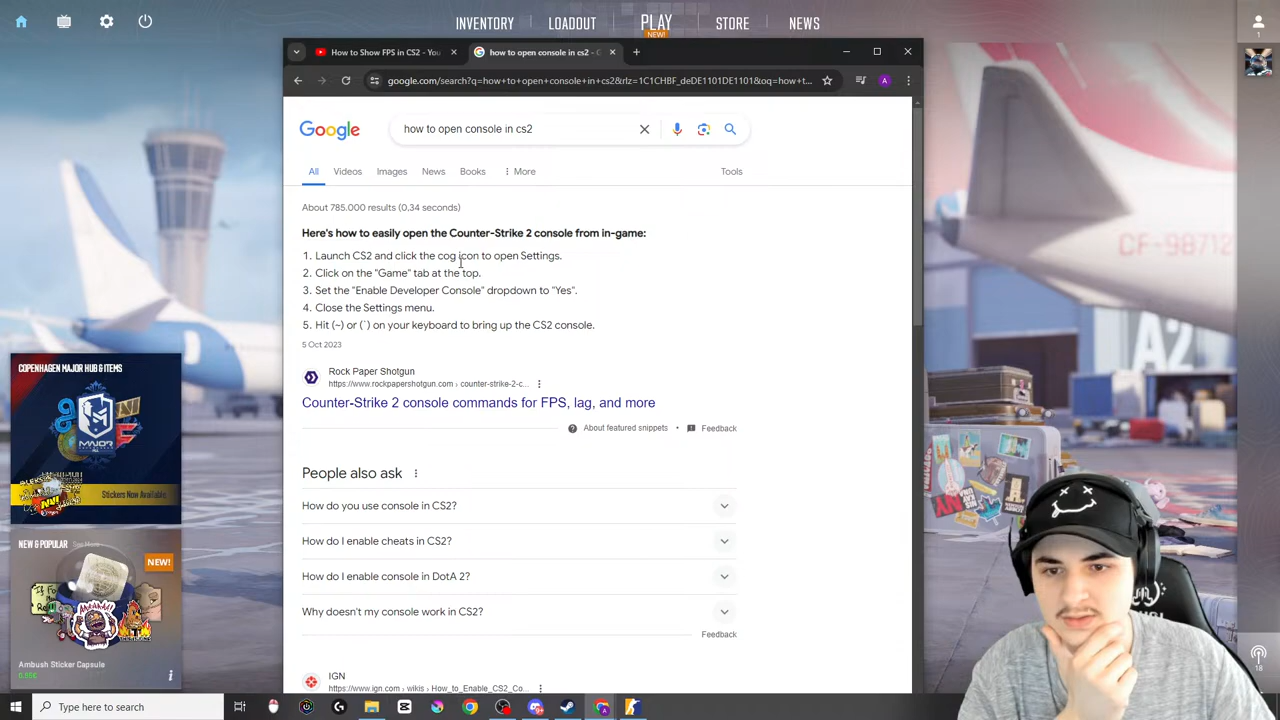 INVENTORY
LOADOUT
PLAY
NEW!
STORE
NEWS
1
How to Show FPS in CS2 - You
how to open console in cs2 - G
google.com/search?q=how+to+open+console+in+cs2&rlz=1C1CHBF_deDE1101DE1101&oq=how+t...
A
Google
how to open console in cs2
All
Videos
Images
News
Books
More
Tools
About 785.000 results (0,34 seconds)
Here's how to easily open the Counter-Strike 2 console from in-game:
1. Launch CS2 and click the cog icon to open Settings.
2. Click on the "Game" tab at the top.
3. Set the "Enable Developer Console" dropdown to "Yes".
4. Close the Settings menu.
5. Hit (~) or (`) on your keyboard to bring up the CS2 console.
5 Oct 2023
Rock Paper Shotgun
https://www.rockpapershotgun.com › counter-strike-2-c...
Counter-Strike 2 console commands for FPS, lag, and more
About featured snippets
•
Feedback
People also ask
How do you use console in CS2?
How do I enable cheats in CS2?
How do I enable console in DotA 2?
Why doesn't my console work in CS2?
Feedback
IGN
https://www.ign.com › wikis › How_to_Enable_CS2_Co...
COPENHAGEN MAJOR HUB & ITEMS
MAJOR
Stickers Now Available
NEW & POPULAR
See More
NEW!
Ambush Sticker Capsule
CF-98712
A2
18
Type here to search